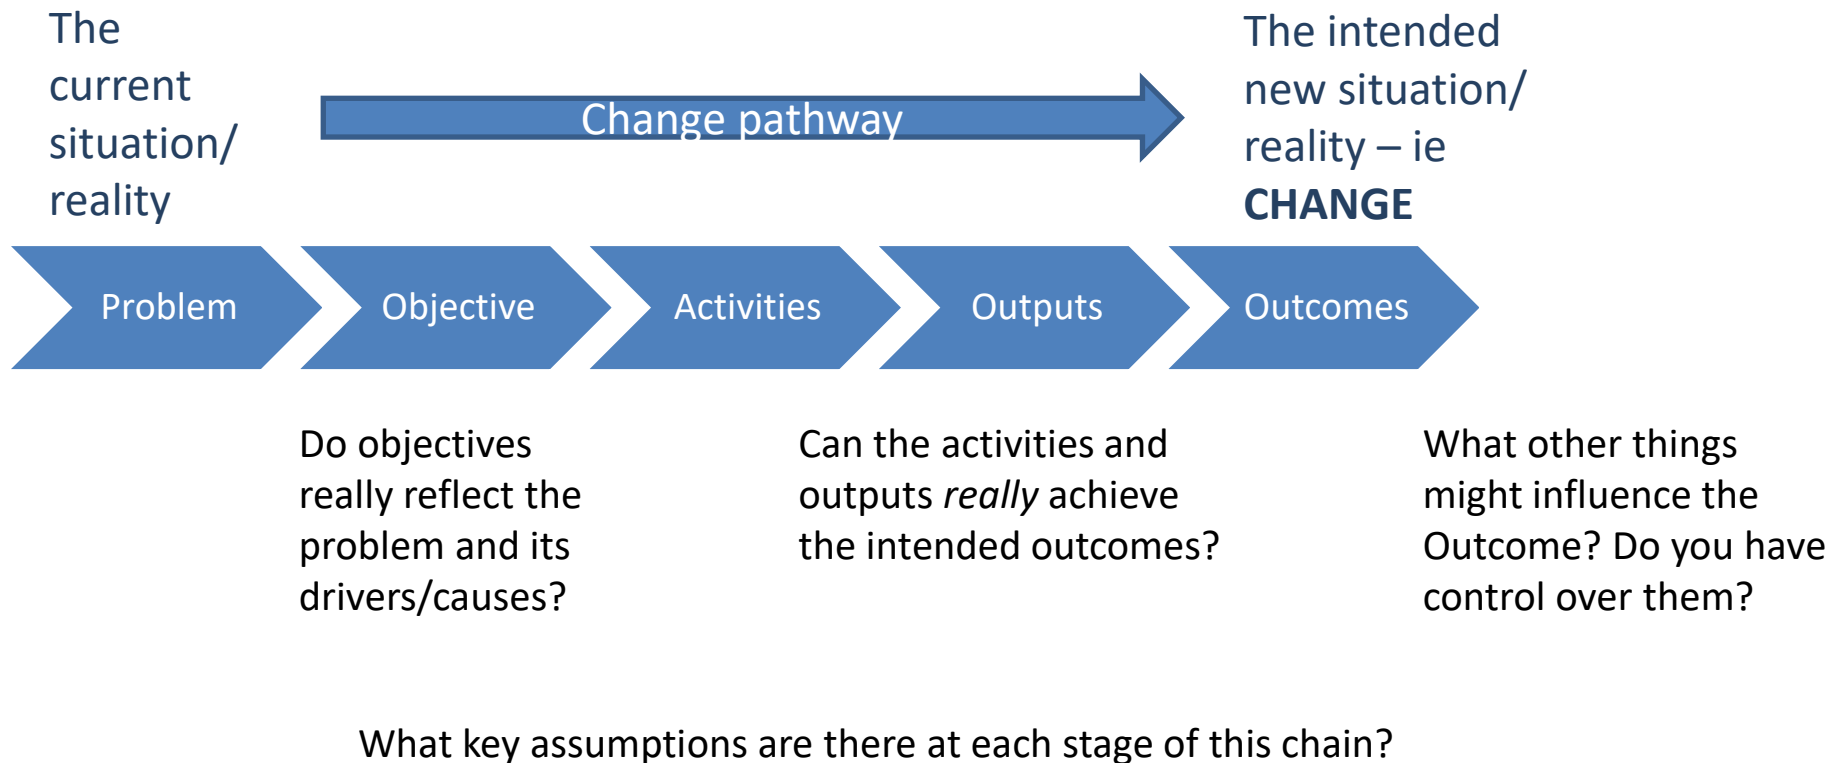 The
current
situation/
reality
Change pathway
The intended
new situation/
reality – ie
CHANGE
Problem
Objective
Activities
Outputs
Outcomes
Do objectives
really reflect the
problem and its
drivers/causes?
Can the activities and
outputs really achieve
the intended outcomes?
What other things
might influence the
Outcome? Do you have
control over them?
What key assumptions are there at each stage of this chain?